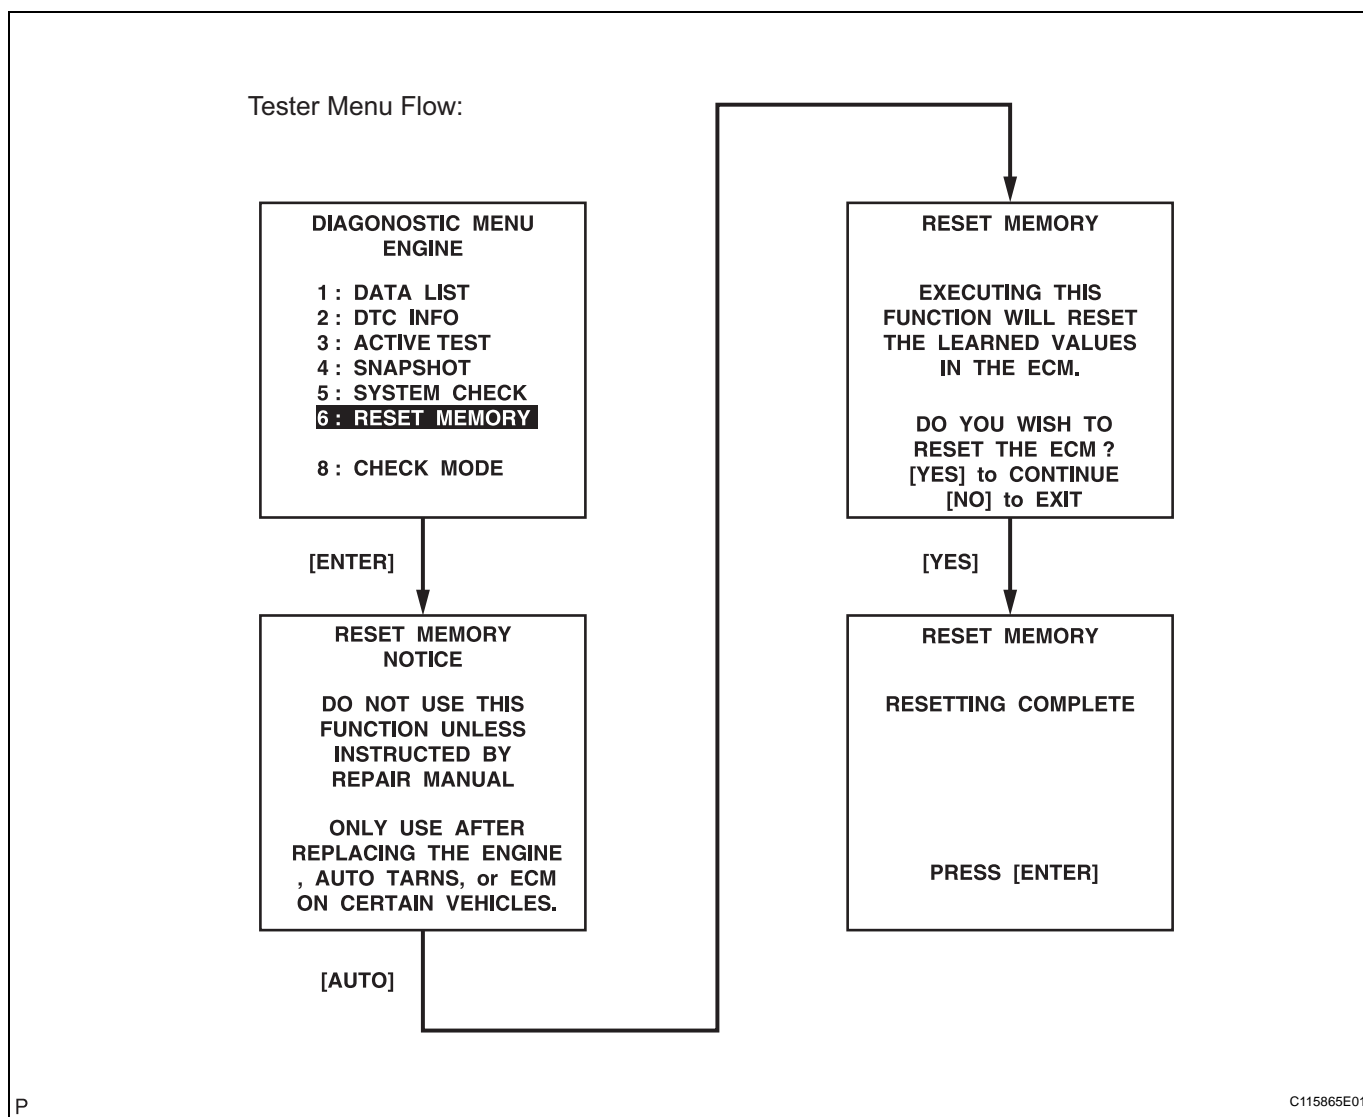 Tester Menu Flow:
DIAGONOSTIC MENU
ENGINE
1 : DATA LIST
2 : DTC INFO
3 : ACTIVE TEST
4 : SNAPSHOT
5 : SYSTEM CHECK
6 : RESET MEMORY
8 : CHECK MODE
[ENTER]
RESET MEMORY
NOTICE
DO NOT USE THIS
FUNCTION UNLESS
INSTRUCTED BY
REPAIR MANUAL
ONLY USE AFTER
REPLACING THE ENGINE
, AUTO TARNS, or ECM
ON CERTAIN VEHICLES.
[AUTO]
RESET MEMORY
EXECUTING THIS
FUNCTION WILL RESET
THE LEARNED VALUES
IN THE ECM.
DO YOU WISH TO
RESET THE ECM ?
[YES] to CONTINUE
[NO] to EXIT
[YES]
RESET MEMORY
RESETTING COMPLETE
PRESS [ENTER]
P
C115865E01